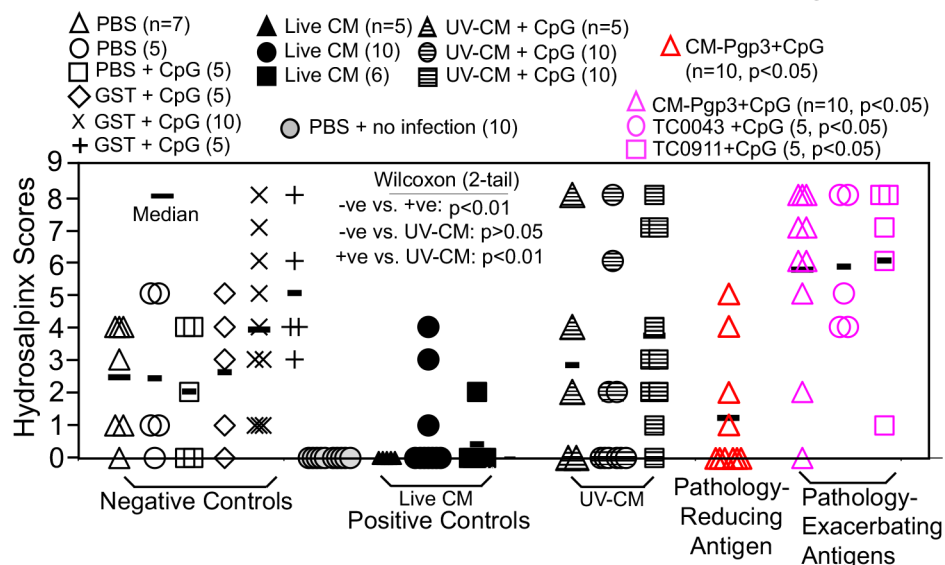 PBS (n=7)
PBS (5)
PBS + CpG (5)
GST + CpG (5)
GST + CpG (10)
GST + CpG (5)
Live CM (n=5)
Live CM (10)
Live CM (6)
PBS + no infection (10)
UV-CM + CpG (n=5)
UV-CM + CpG (10)
UV-CM + CpG (10)
CM-Pgp3+CpG
(n=10, p<0.05)
CM-Pgp3+CpG (n=10, p<0.05)
TC0043 +CpG (5, p<0.05)
TC0911+CpG (5, p<0.05)
Hydrosalpinx Scores
9
8
7
6
5
4
3
2
1
0
Median
Wilcoxon (2-tail)
-ve vs. +ve: p<0.01
-ve vs. UV-CM: p>0.05
+ve vs. UV-CM: p<0.01
Negative Controls
Live CM
Positive Controls
UV-CM
Pathology-
Reducing
Antigen
Pathology-
Exacerbating
Antigens